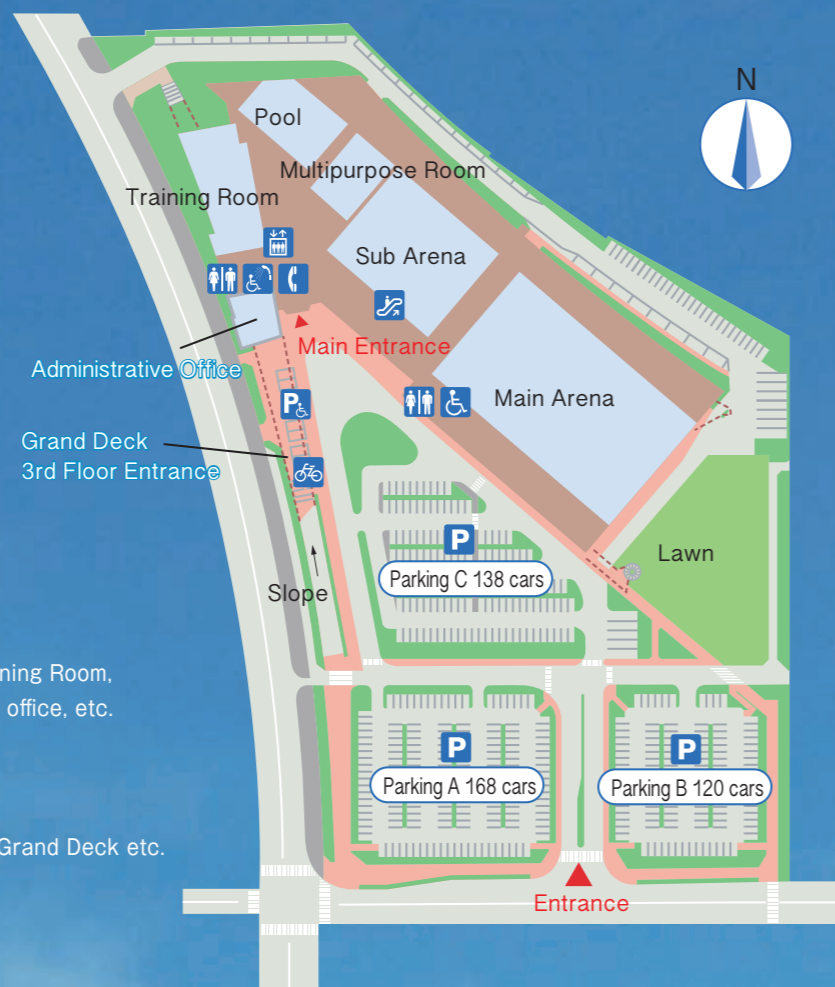 N
Pool
Multipurpose Room
Training Room
Sub Arena
Main Entrance
Administrative Office
Main Arena
Grand Deck
3rd Floor Entrance
P
P
Lawn
Parking C 138 cars
Slope
ning Room,
office, etc.
P
P
Parking A 168 cars
Parking B 120 cars
Grand Deck etc.
Entrance